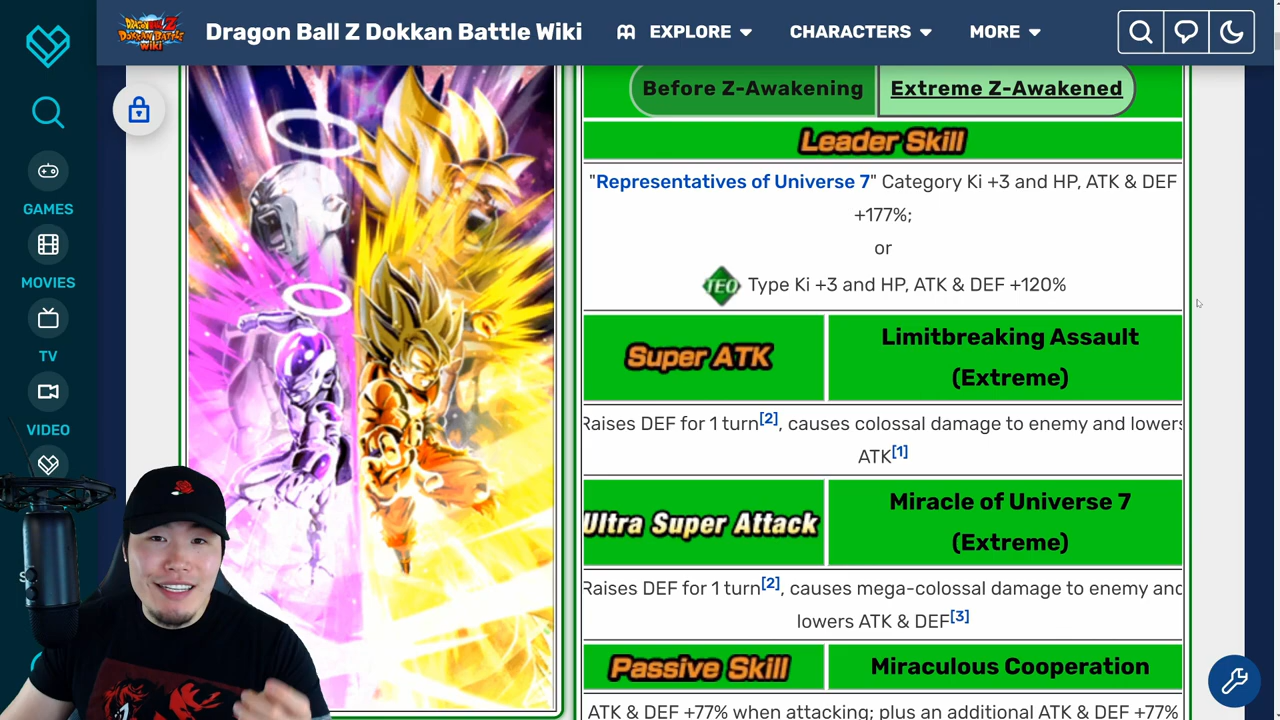 DRAGON BALL Z
DOKKAN BATTLE
WIKI
Dragon Ball Z Dokkan Battle Wiki
EXPLORE
CHARACTERS
MORE
GAMES
MOVIES
TV
VIDEO
Before Z-Awakening
Extreme Z-Awakened
Leader Skill
"Representatives of Universe 7" Category Ki +3 and HP, ATK & DEF
+177%;
or
TEQ Type Ki +3 and HP, ATK & DEF +120%
Super ATK
Limitbreaking Assault
(Extreme)
Raises DEF for 1 turn[2], causes colossal damage to enemy and lowers
ATK[1]
Ultra Super Attack
Miracle of Universe 7
(Extreme)
Raises DEF for 1 turn[2], causes mega-colossal damage to enemy and
lowers ATK & DEF[3]
Passive Skill
Miraculous Cooperation
ATK & DEF +77% when attacking; plus an additional ATK & DEF +77%